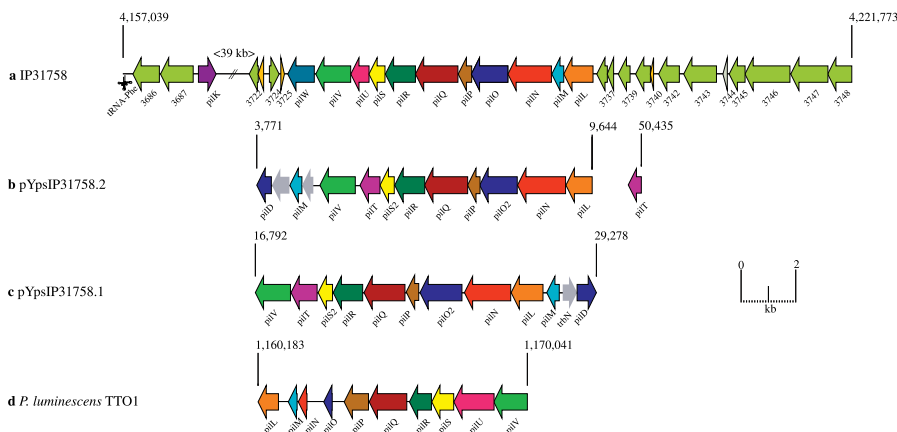 4,157,039
4,221,773
<39 kb>
a IP31758
tRNA-Phe 3686 3687 pilK 3722 3724 3725 pilW pilV pilU pilS pilR pilQ pilP pilO pilN pilM pilL 3737 3739 3740 3742 3743 3744 3745 3746 3747 3748
3,771
9,644
50,435
b pYpsIP31758.2
pilD pilM pilV pilT pilS2 pilR pilQ pilP pilO2 pilN pilL pilT
16,792
29,278
c pYpsIP31758.1
pilV pilT pilS2 pilR pilQ pilP pilO2 pilN pilL pilM trbN pilD
0 2
kb
1,160,183
1,170,041
d P. luminescens TTO1
pilL pilM pilN pilO pilP pilQ pilR pilS pilU pilV